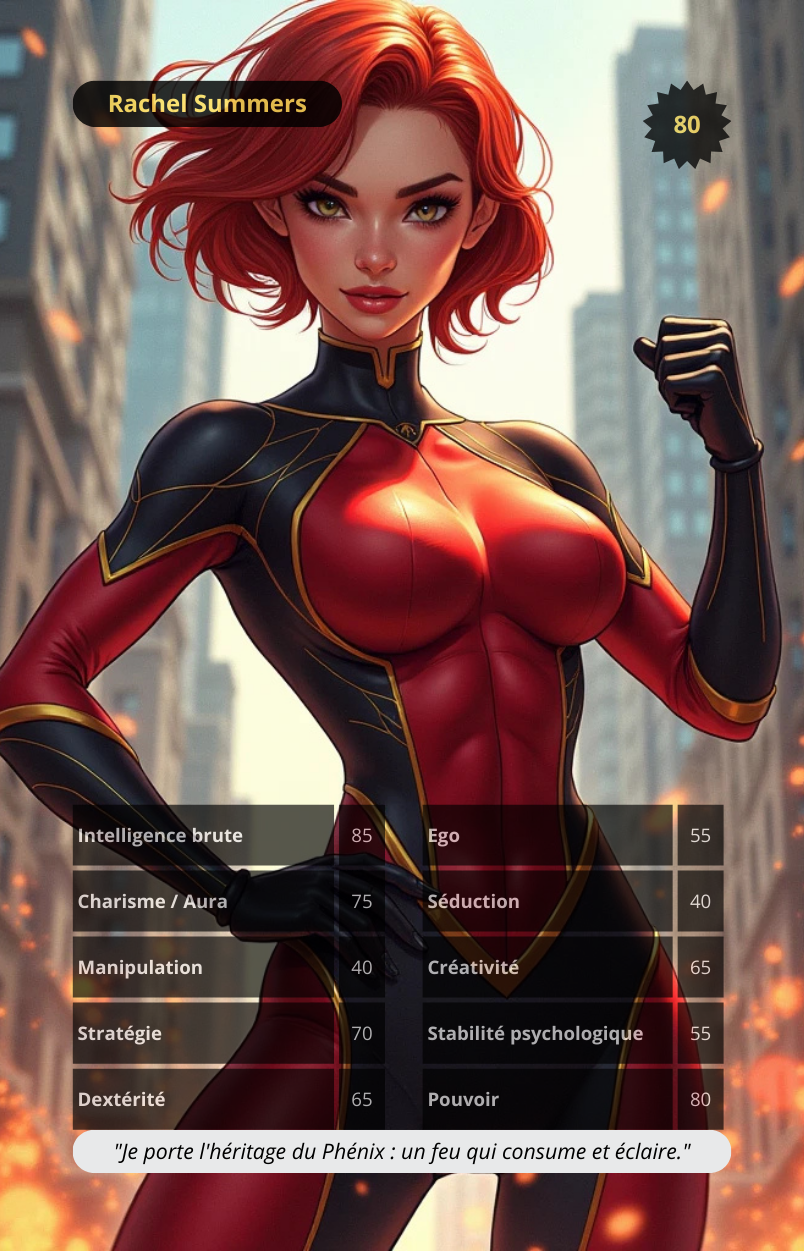 Rachel Summers
80
Intelligence brute 85
Ego 55
Charisme / Aura 75
Séduction 40
Manipulation 40
Créativité 65
Stratégie 70
Stabilité psychologique 55
Dextérité 65
Pouvoir 80
"Je porte l'héritage du Phénix : un feu qui consume et éclaire."